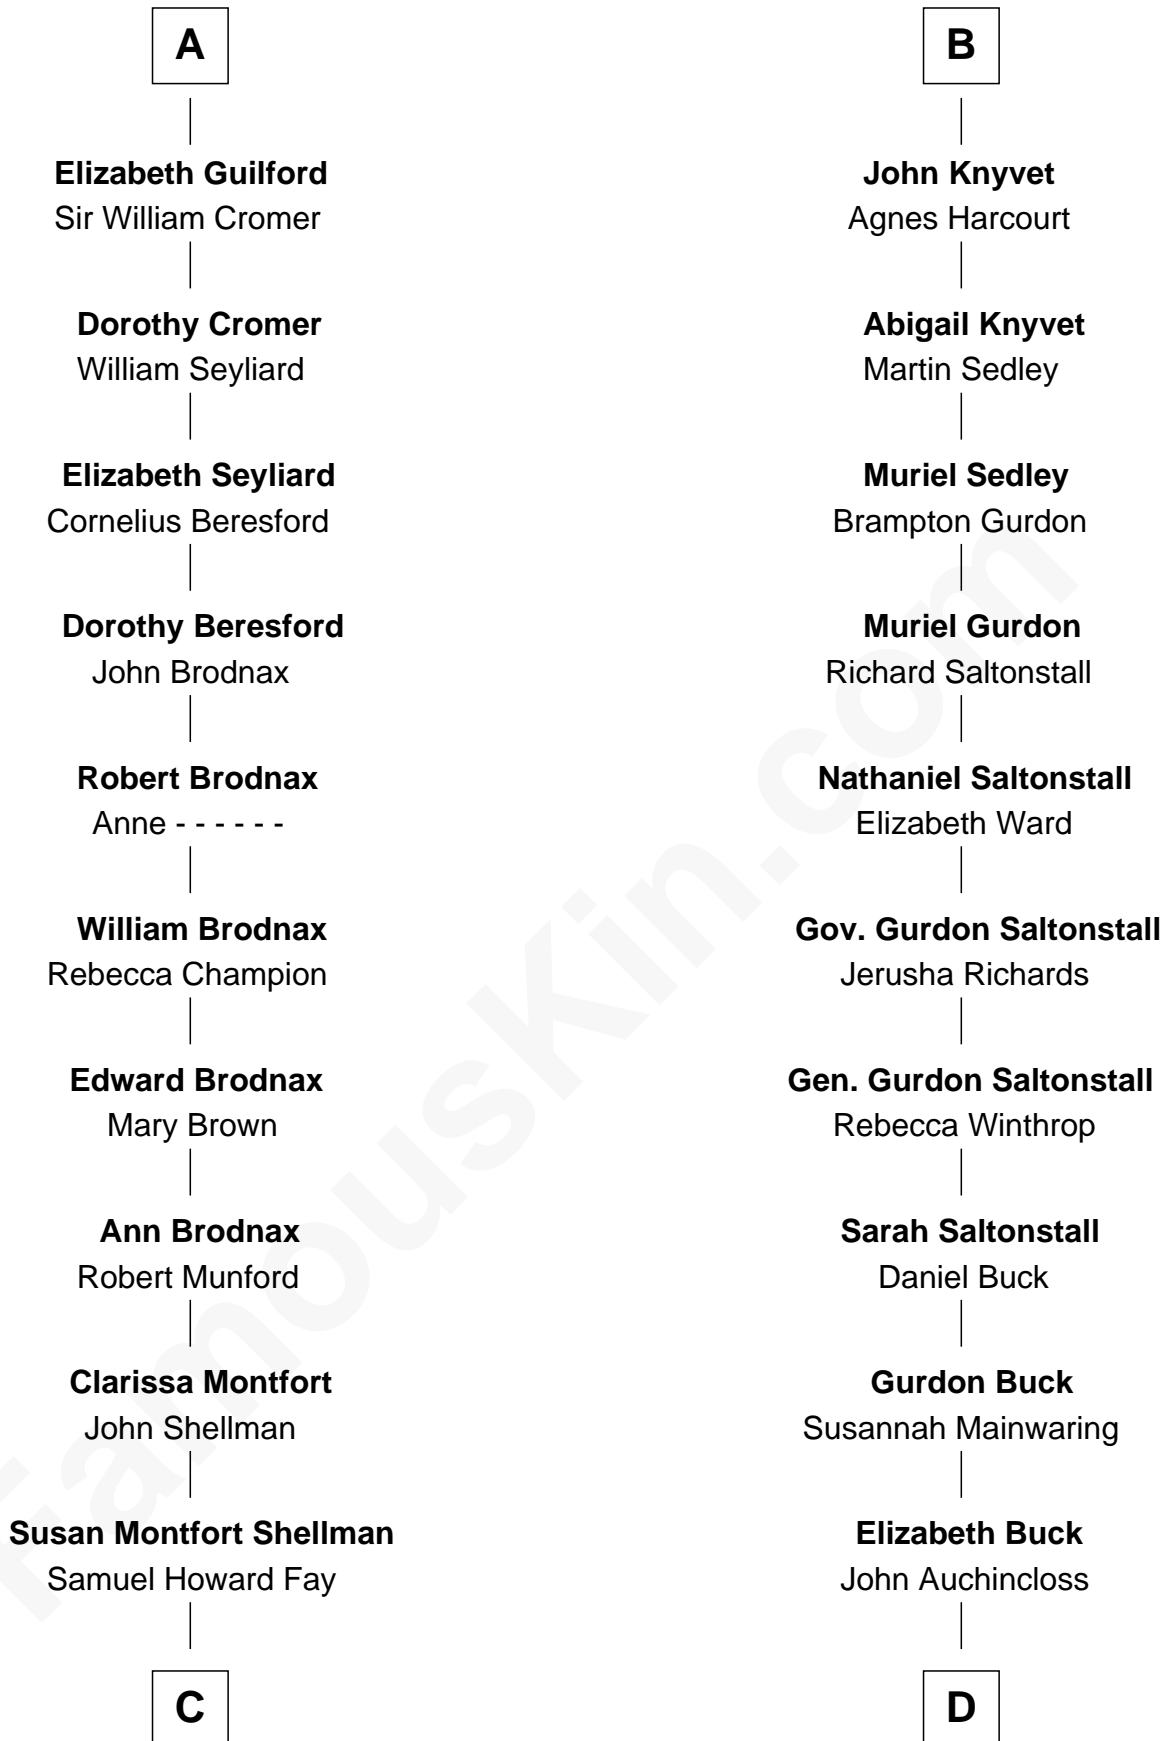 A
Elizabeth Guilford
Sir William Cromer
Dorothy Cromer
William Seyliard
Elizabeth Seyliard
Cornelius Beresford
Dorothy Beresford
John Brodnax
Robert Brodnax
Anne - - - - - -
William Brodnax
Rebecca Champion
Edward Brodnax
Mary Brown
Ann Brodnax
Robert Munford
Clarissa Montfort
John Shellman
Susan Montfort Shellman
Samuel Howard Fay
C
B
John Knyvet
Agnes Harcourt
Abigail Knyvet
Martin Sedley
Muriel Sedley
Brampton Gurdon
Muriel Gurdon
Richard Saltonstall
Nathaniel Saltonstall
Elizabeth Ward
Gov. Gurdon Saltonstall
Jerusha Richards
Gen. Gurdon Saltonstall
Rebecca Winthrop
Sarah Saltonstall
Daniel Buck
Gurdon Buck
Susannah Mainwaring
Elizabeth Buck
John Auchincloss
D
FamousKin.com